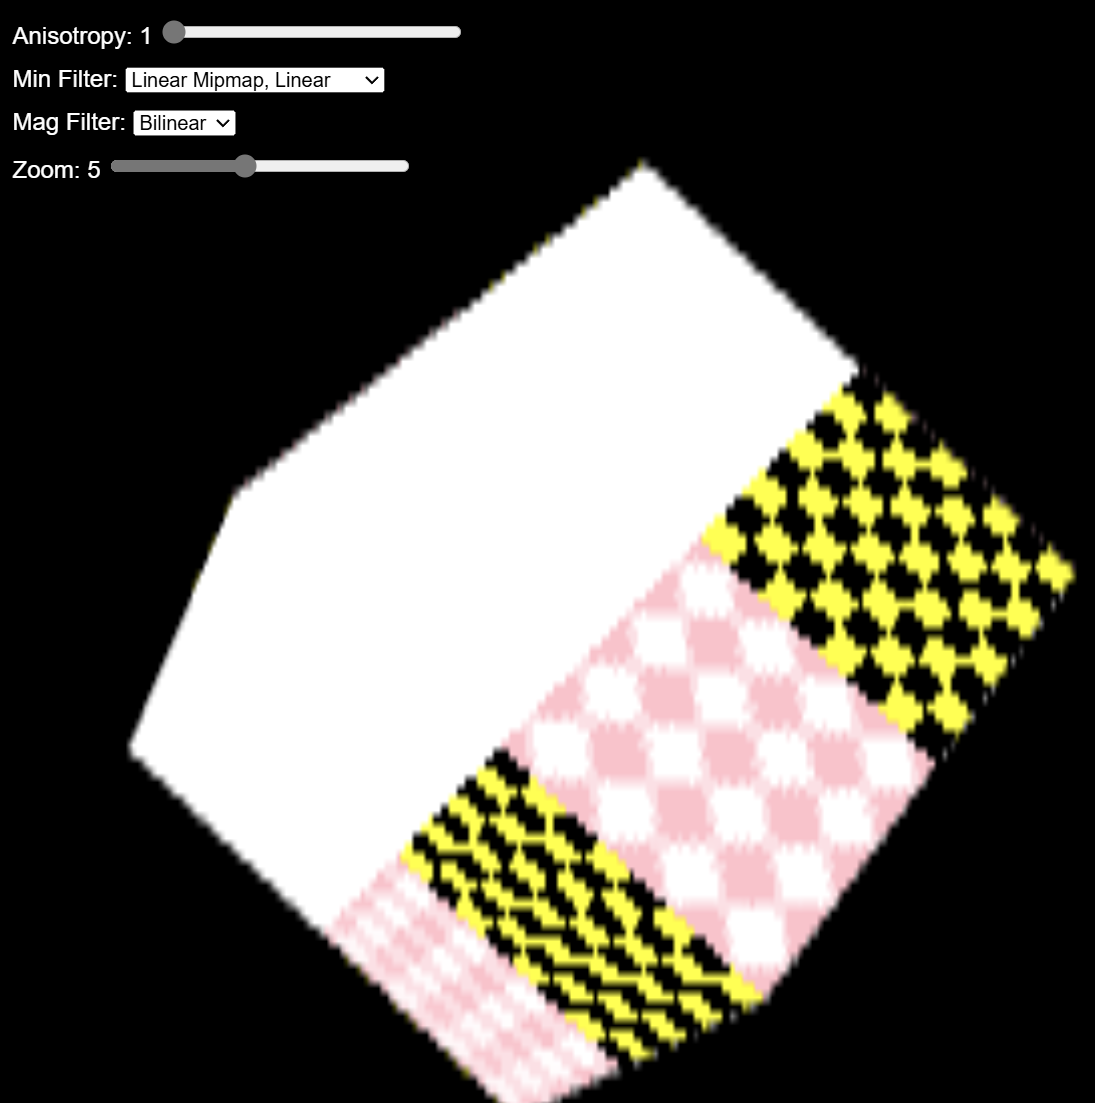 Anisotropy: 1
Min Filter: Linear Mipmap, Linear
Mag Filter: Bilinear
Zoom: 5